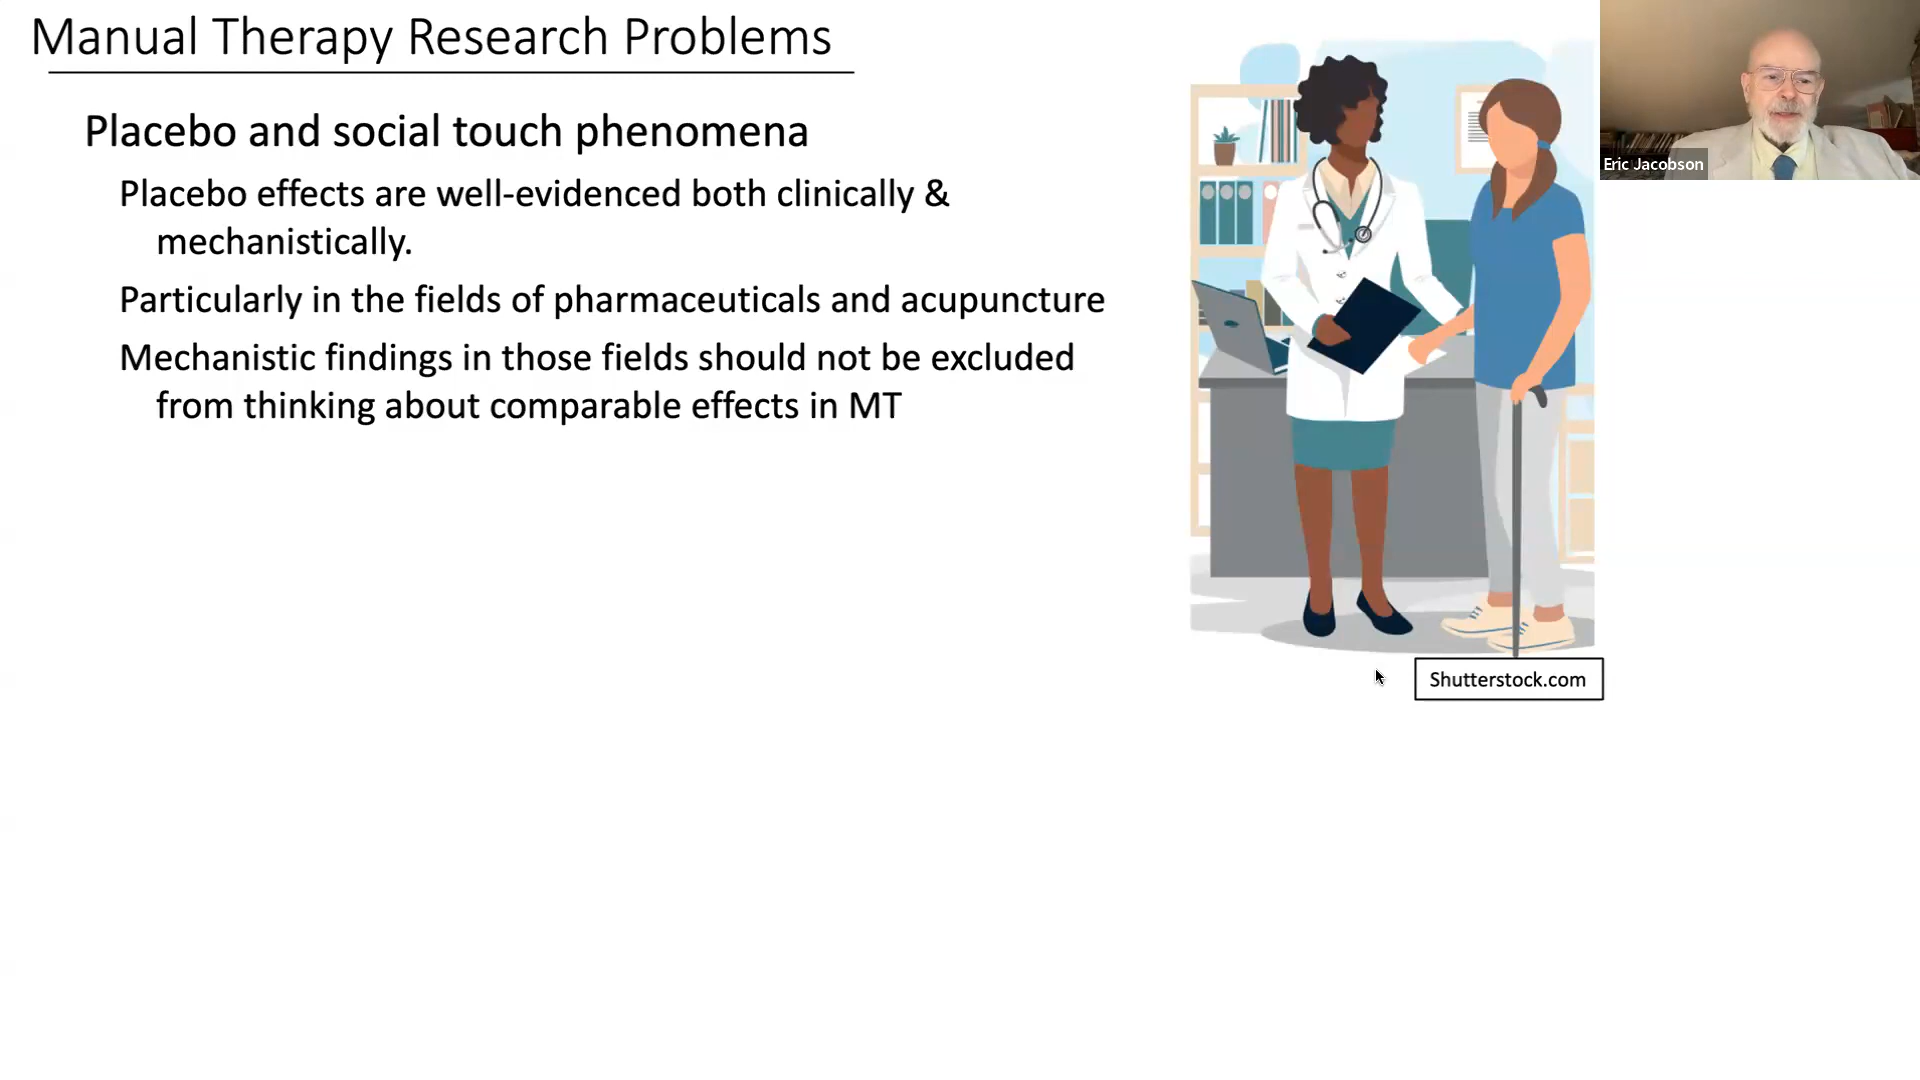 Manual Therapy Research Problems
Placebo and social touch phenomena
Placebo effects are well-evidenced both clinically &
mechanistically.
Particularly in the fields of pharmaceuticals and acupuncture
Mechanistic findings in those fields should not be excluded
from thinking about comparable effects in MT
Eric Jacobson
Shutterstock.com